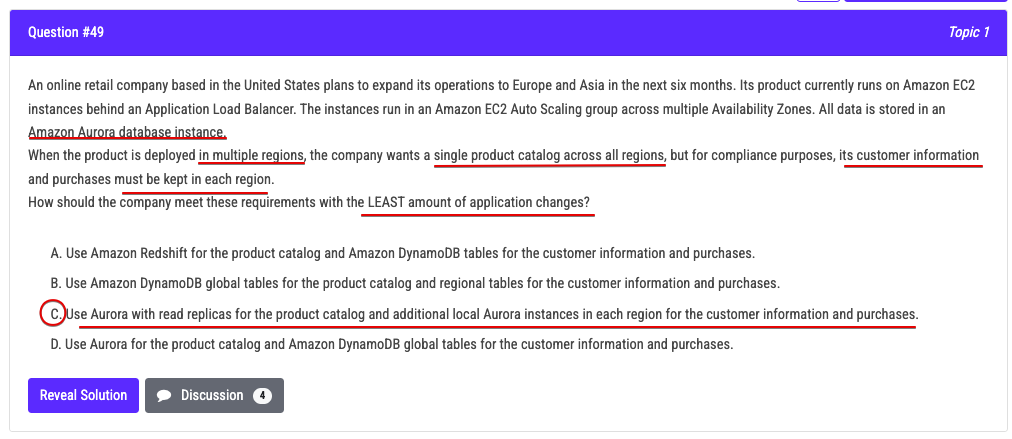 Question #49
Topic 1
An online retail company based in the United States plans to expand its operations to Europe and Asia in the next six months. Its product currently runs on Amazon EC2
instances behind an Application Load Balancer. The instances run in an Amazon EC2 Auto Scaling group across multiple Availability Zones. All data is stored in an
Amazon Aurora database instance.
When the product is deployed in multiple regions, the company wants a single product catalog across all regions, but for compliance purposes, its customer information
and purchases must be kept in each region.
How should the company meet these requirements with the LEAST amount of application changes?
A. Use Amazon Redshift for the product catalog and Amazon DynamoDB tables for the customer information and purchases.
B. Use Amazon DynamoDB global tables for the product catalog and regional tables for the customer information and purchases.
C. Use Aurora with read replicas for the product catalog and additional local Aurora instances in each region for the customer information and purchases.
D. Use Aurora for the product catalog and Amazon DynamoDB global tables for the customer information and purchases.
Reveal Solution
Discussion 4